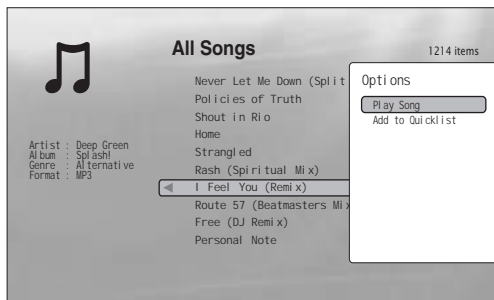 All Songs
1214 items
Never Let Me Down (Split
Policies of Truth
Shout in Rio
Home
Strangled
Rash (Spiritual Mix)
I Feel You (Remix)
Route 57 (Beatmasters Mix
Free (DJ Remix)
Personal Note
Artist : Deep Green
Album : Splash!
Genre : Alternative
Format : MP3
Options
Play Song
Add to Quicklist